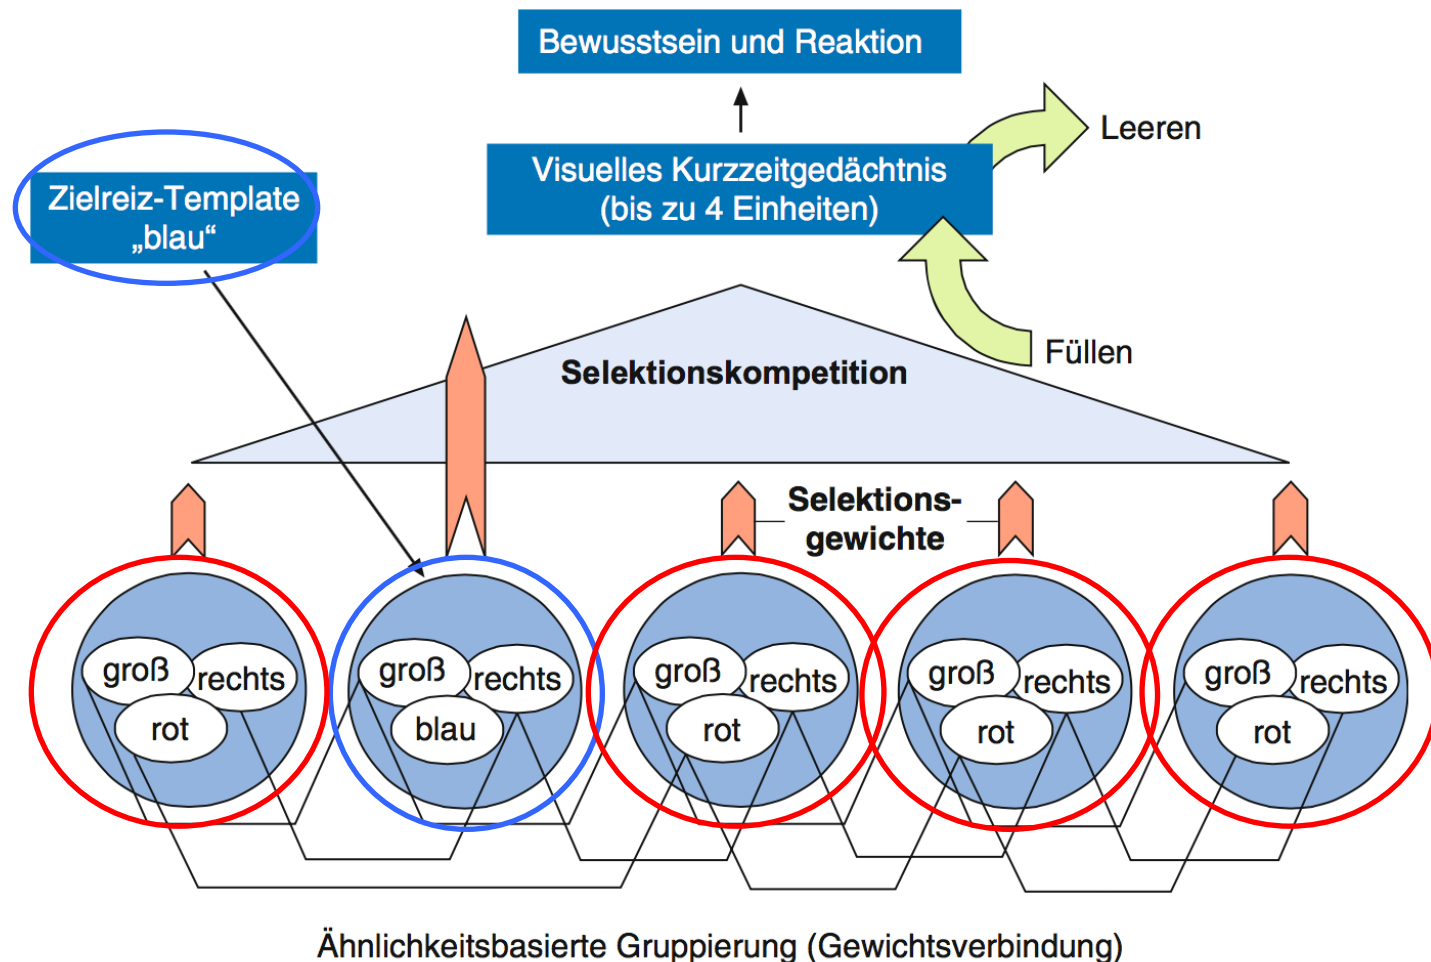 Bewusstsein und Reaktion
Leeren
Visuelles Kurzzeitgedächtnis
(bis zu 4 Einheiten)
Zielreiz-Template
„blau“
Füllen
Selektionskompetition
Selektions-
gewichte
groß
rechts
rot
groß
rechts
blau
groß
rechts
rot
groß
rechts
rot
groß
rechts
rot
Ähnlichkeitsbasierte Gruppierung (Gewichtsverbindung)